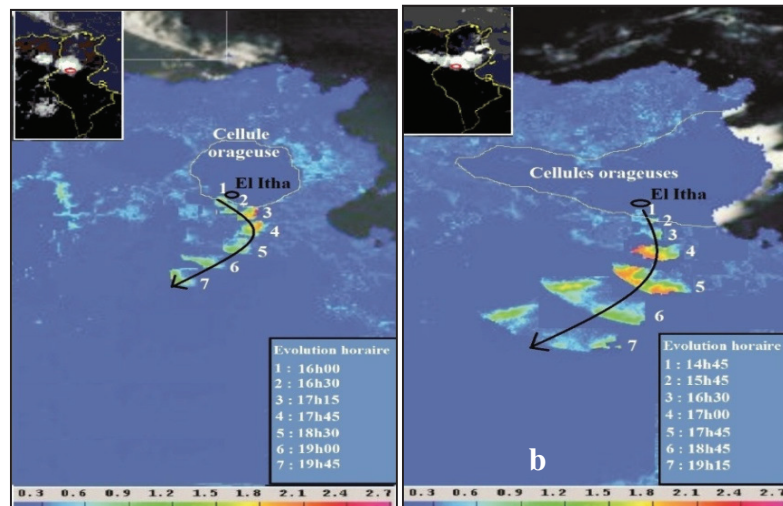 Cellule
orageuse
El Itha
1
2
3
4
5
6
7
Evolution horaire
1 : 16h00
2 : 16h30
3 : 17h15
4 : 17h45
5 : 18h30
6 : 19h00
7 : 19h45
0.3 0.6 0.9 1.2 1.5 1.8 2.1 2.4 2.7
Cellules orageuses
El Itha
1
2
3
4
5
6
7
Evolution horaire
1 : 14h45
2 : 15h45
3 : 16h30
4 : 17h00
5 : 17h45
6 : 18h45
7 : 19h15
b
0.3 0.6 0.9 1.2 1.5 1.8 2.1 2.4 2.7